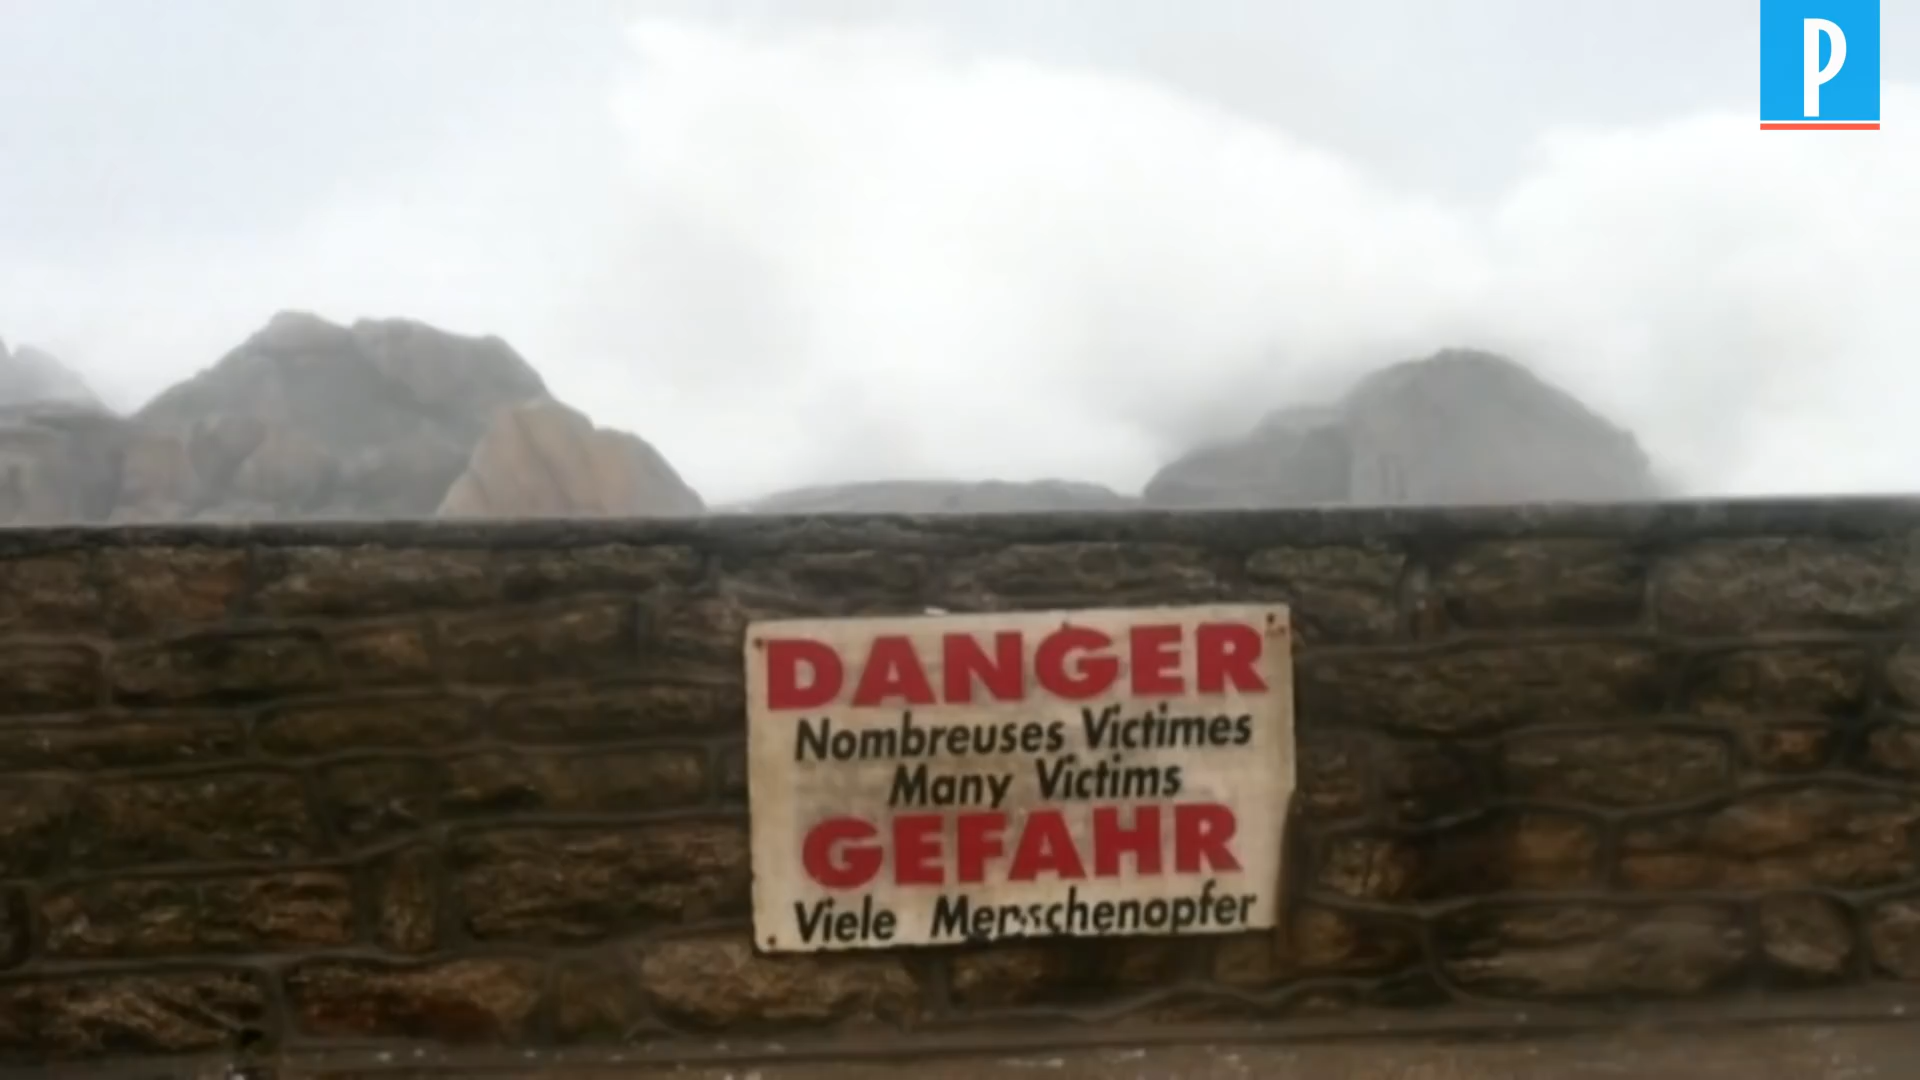 P
DANGER
Nombreuses Victimes
Many Victims
GEFAHR
Viele Menschenopfer